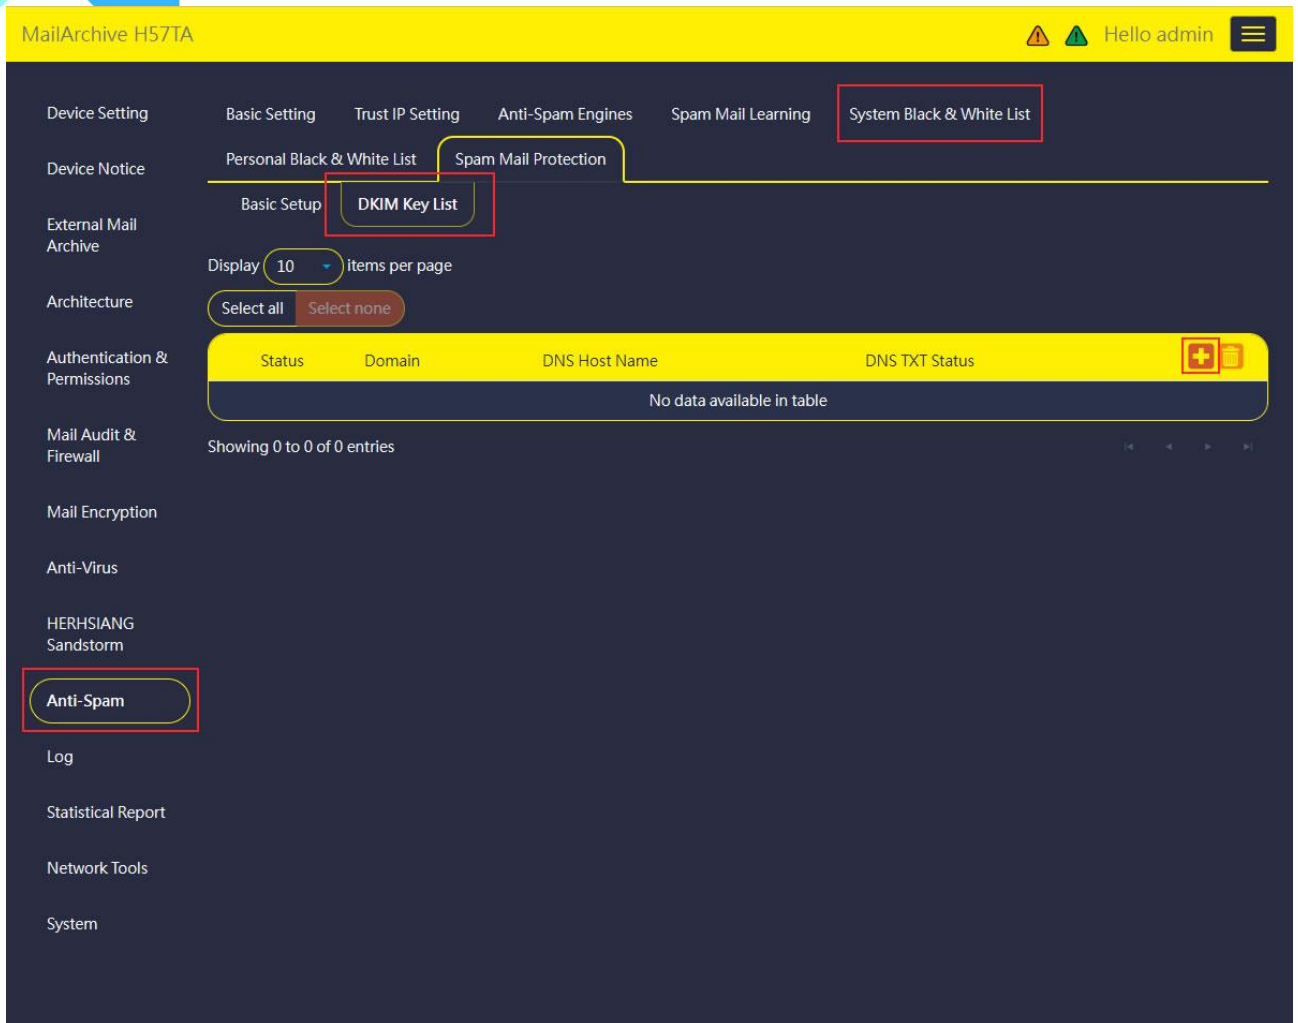 MailArchive H57TA
Hello admin
Device Setting
Device Notice
External Mail
Archive
Architecture
Authentication &
Permissions
Mail Audit &
Firewall
Mail Encryption
Anti-Virus
HERHSIANG
Sandstorm
Anti-Spam
Log
Statistical Report
Network Tools
System
Basic Setting Trust IP Setting Anti-Spam Engines Spam Mail Learning System Black & White List
Personal Black & White List Spam Mail Protection
Basic Setup DKIM Key List
Display 10 items per page
Select all Select none
Status Domain DNS Host Name DNS TXT Status
No data available in table
Showing 0 to 0 of 0 entries